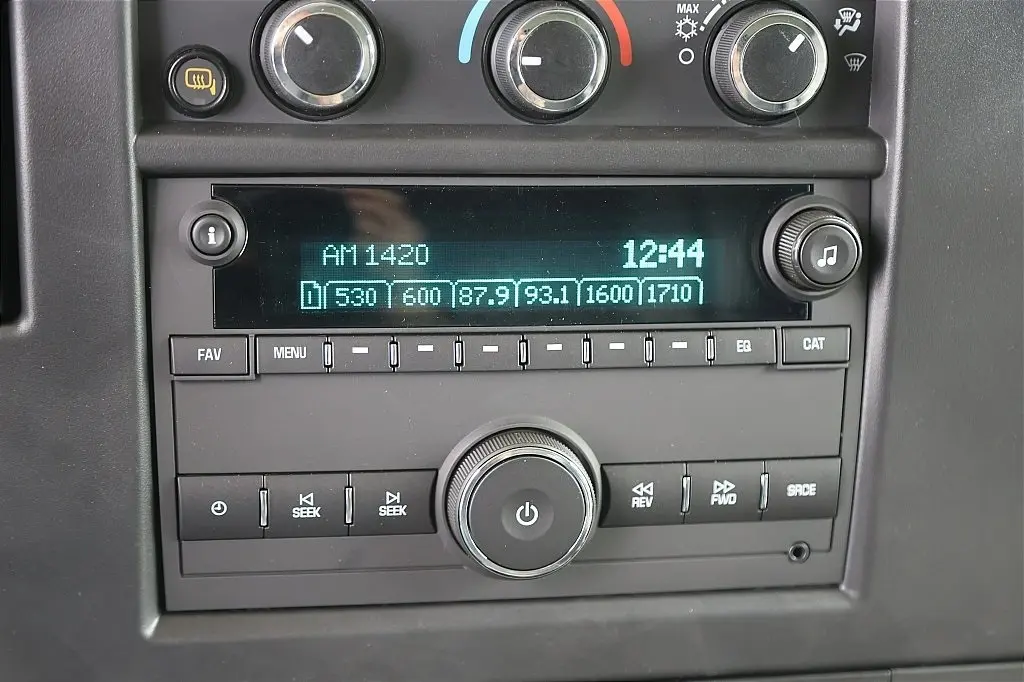 MAX
i
AM 1420 12:44
1 530 600 87.9 93.1 1600 1710
FAV MENU EQ CAT
SEEK SEEK REV FWD SRCE